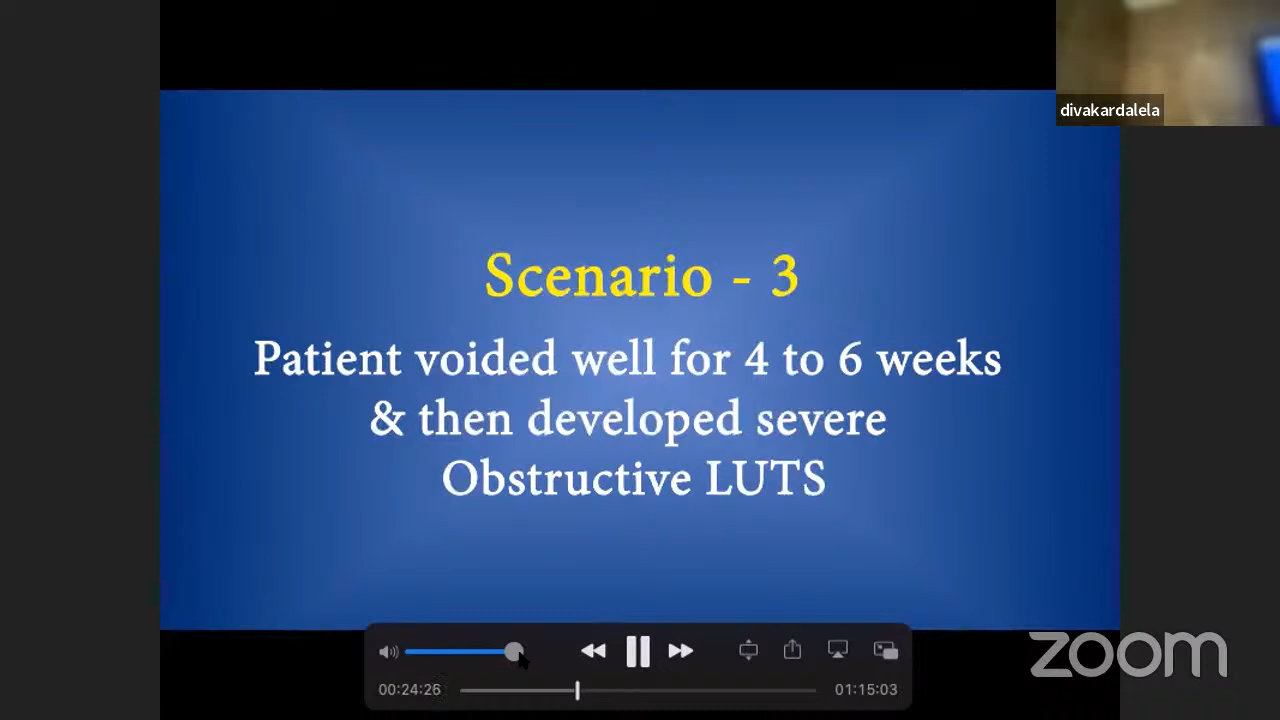 divakardalela
Scenario - 3
Patient voided well for 4 to 6 weeks
& then developed severe
Obstructive LUTS
zoom
00:24:26
01:15:03